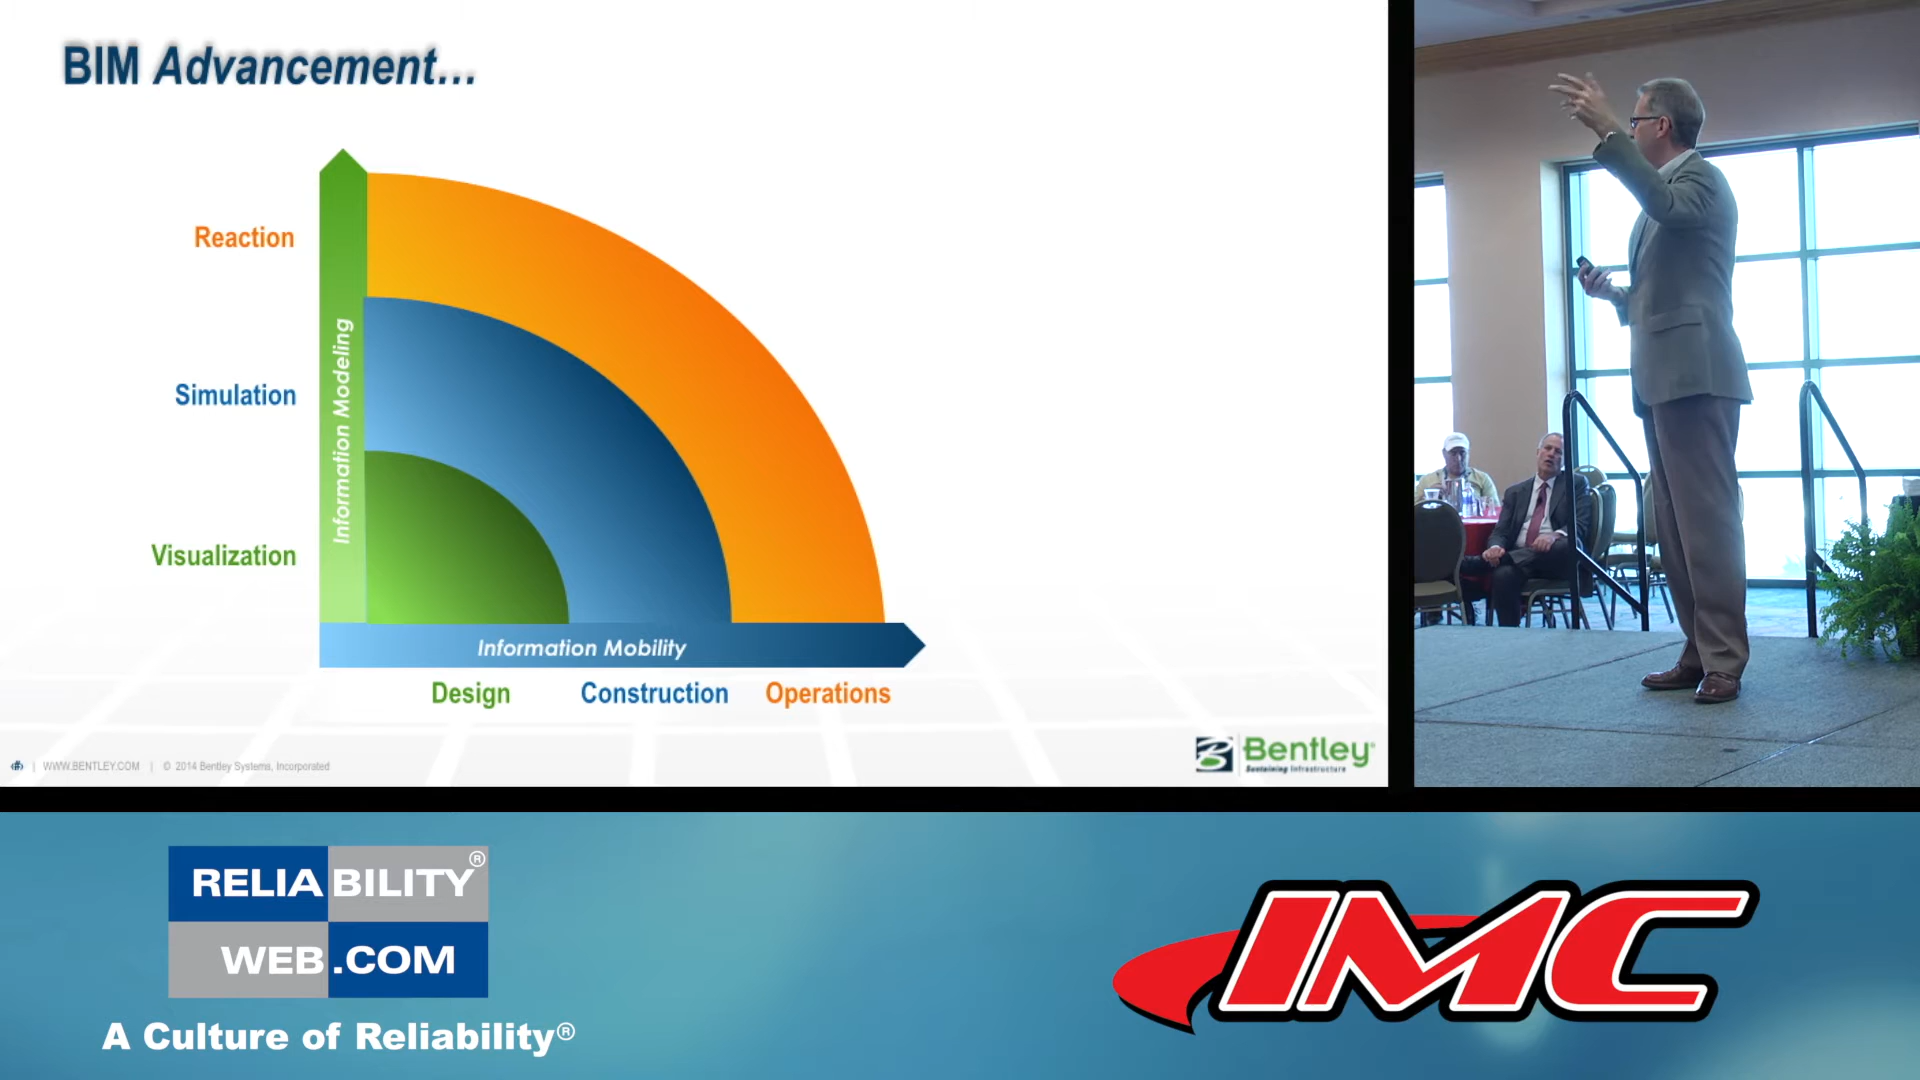 BIM Advancement...
Reaction
Simulation
Visualization
Information Modeling
Information Mobility
Design
Construction
Operations
WWW.BENTLEY.COM | © 2014 Bentley Systems, Incorporated
Bentley®
Sustaining Infrastructure
RELIABILITY®
WEB.COM
A Culture of Reliability®
IMC